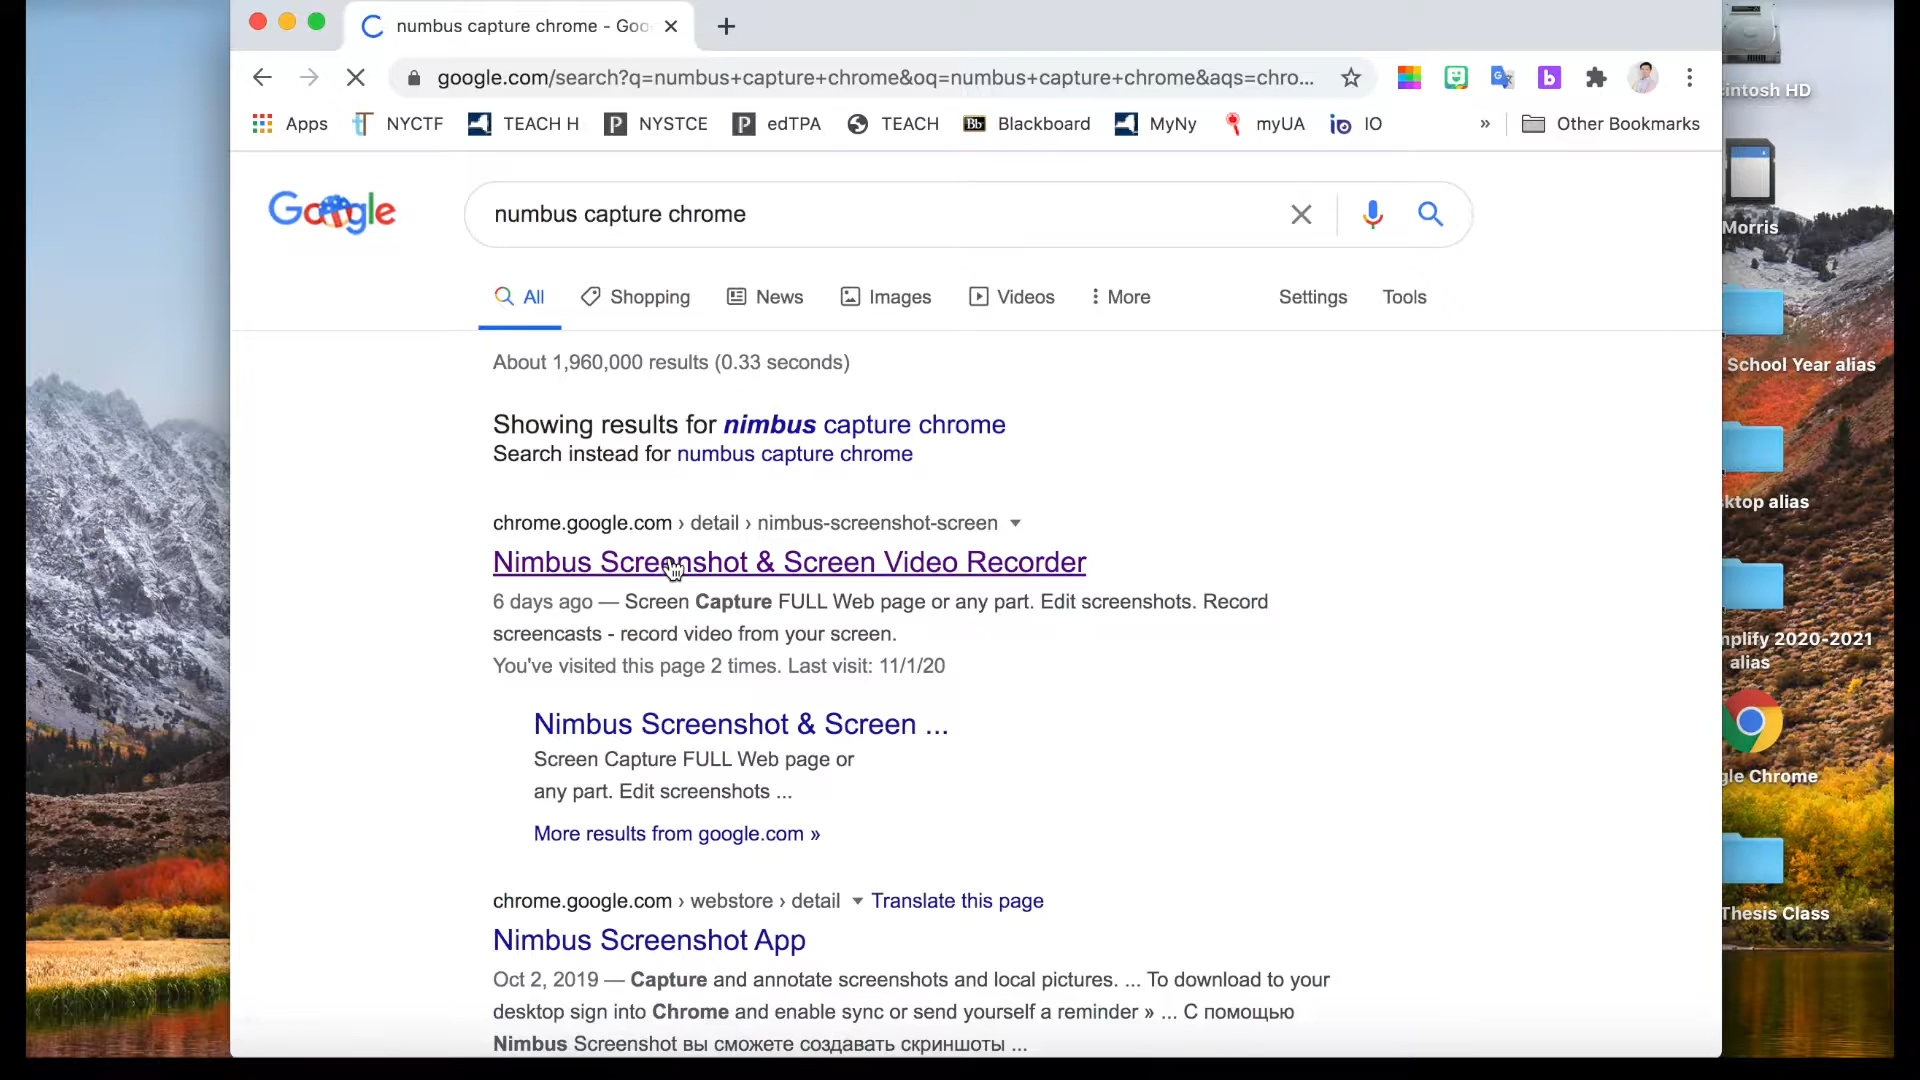 numbus capture chrome - Goo
google.com/search?q=numbus+capture+chrome&oq=numbus+capture+chrome&aqs=chro...
Apps NYCTF TEACH H NYSTCE edTPA TEACH Blackboard MyNy myUA IO » Other Bookmarks
Google numbus capture chrome
All Shopping News Images Videos More Settings Tools
About 1,960,000 results (0.33 seconds)
Showing results for nimbus capture chrome
Search instead for numbus capture chrome
chrome.google.com › detail › nimbus-screenshot-screen
Nimbus Screenshot & Screen Video Recorder
6 days ago — Screen Capture FULL Web page or any part. Edit screenshots. Record
screencasts - record video from your screen.
You've visited this page 2 times. Last visit: 11/1/20
Nimbus Screenshot & Screen ...
Screen Capture FULL Web page or
any part. Edit screenshots ...
More results from google.com »
chrome.google.com › webstore › detail Translate this page
Nimbus Screenshot App
Oct 2, 2019 — Capture and annotate screenshots and local pictures. ... To download to your
desktop sign into Chrome and enable sync or send yourself a reminder » ... С помощью
Nimbus Screenshot вы сможете создавать скриншоты ...
intosh HD
Morris
School Year alias
ktop alias
nplify 2020-2021
alias
gle Chrome
Thesis Class